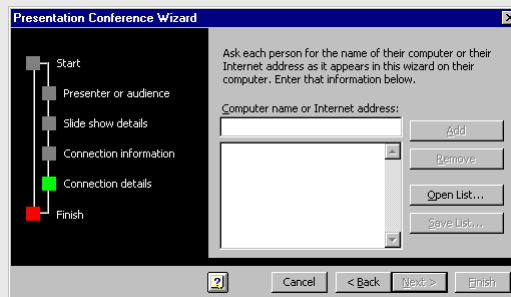 Presentation Conference Wizard
Start
Presenter or audience
Slide show details
Connection information
Connection details
Finish
Ask each person for the name of their computer or their
Internet address as it appears in this wizard on their
computer. Enter that information below.
Computer name or Internet address:
Add
Remove
Open List...
Save List...
Cancel
< Back
Next >
Finish